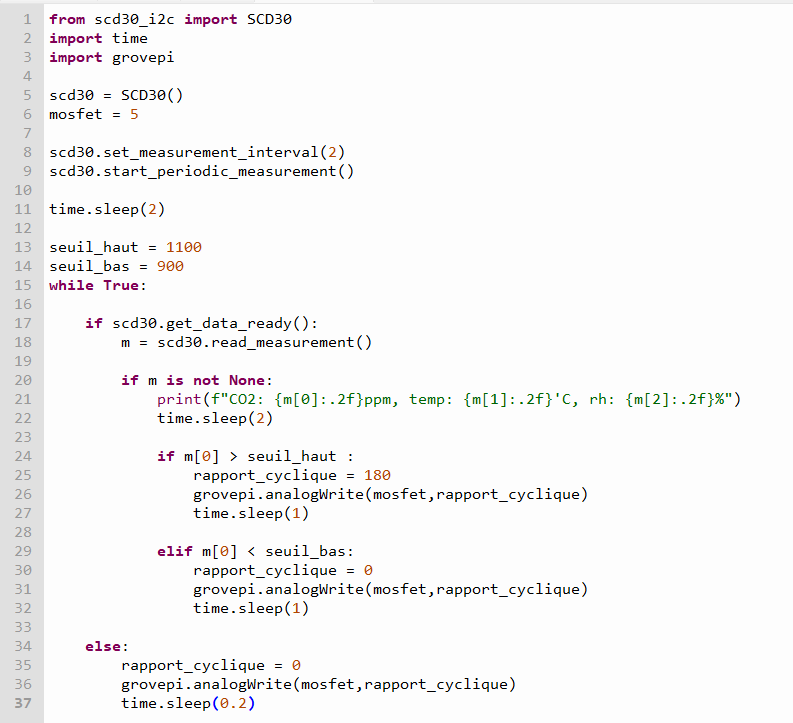 1 from scd30_i2c import SCD30
2 import time
3 import grovepi
4
5 scd30 = SCD30()
6 mosfet = 5
7
8 scd30.set_measurement_interval(2)
9 scd30.start_periodic_measurement()
10
11 time.sleep(2)
12
13 seuil_haut = 1100
14 seuil_bas = 900
15 while True:
16
17     if scd30.get_data_ready():
18         m = scd30.read_measurement()
19
20         if m is not None:
21             print(f"CO2: {m[0]:.2f}ppm, temp: {m[1]:.2f}'C, rh: {m[2]:.2f}%")
22             time.sleep(2)
23
24             if m[0] > seuil_haut :
25                 rapport_cyclique = 180
26                 grovepi.analogWrite(mosfet,rapport_cyclique)
27                 time.sleep(1)
28
29             elif m[0] < seuil_bas:
30                 rapport_cyclique = 0
31                 grovepi.analogWrite(mosfet,rapport_cyclique)
32                 time.sleep(1)
33
34     else:
35         rapport_cyclique = 0
36         grovepi.analogWrite(mosfet,rapport_cyclique)
37         time.sleep(0.2)